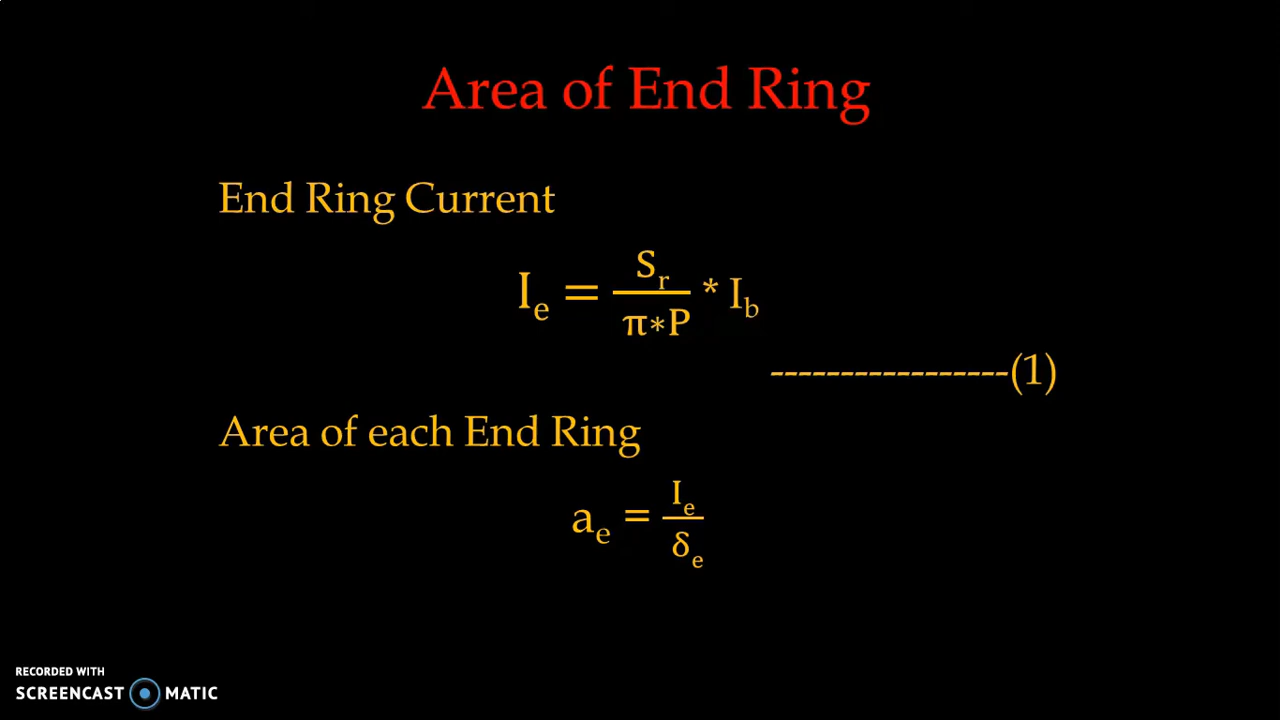 Area of End Ring
End Ring Current
Iₑ = Sᵣ / π∗P * I_b
-----------------(1)
Area of each End Ring
aₑ = Iₑ / δₑ
RECORDED WITH
SCREENCAST MATIC